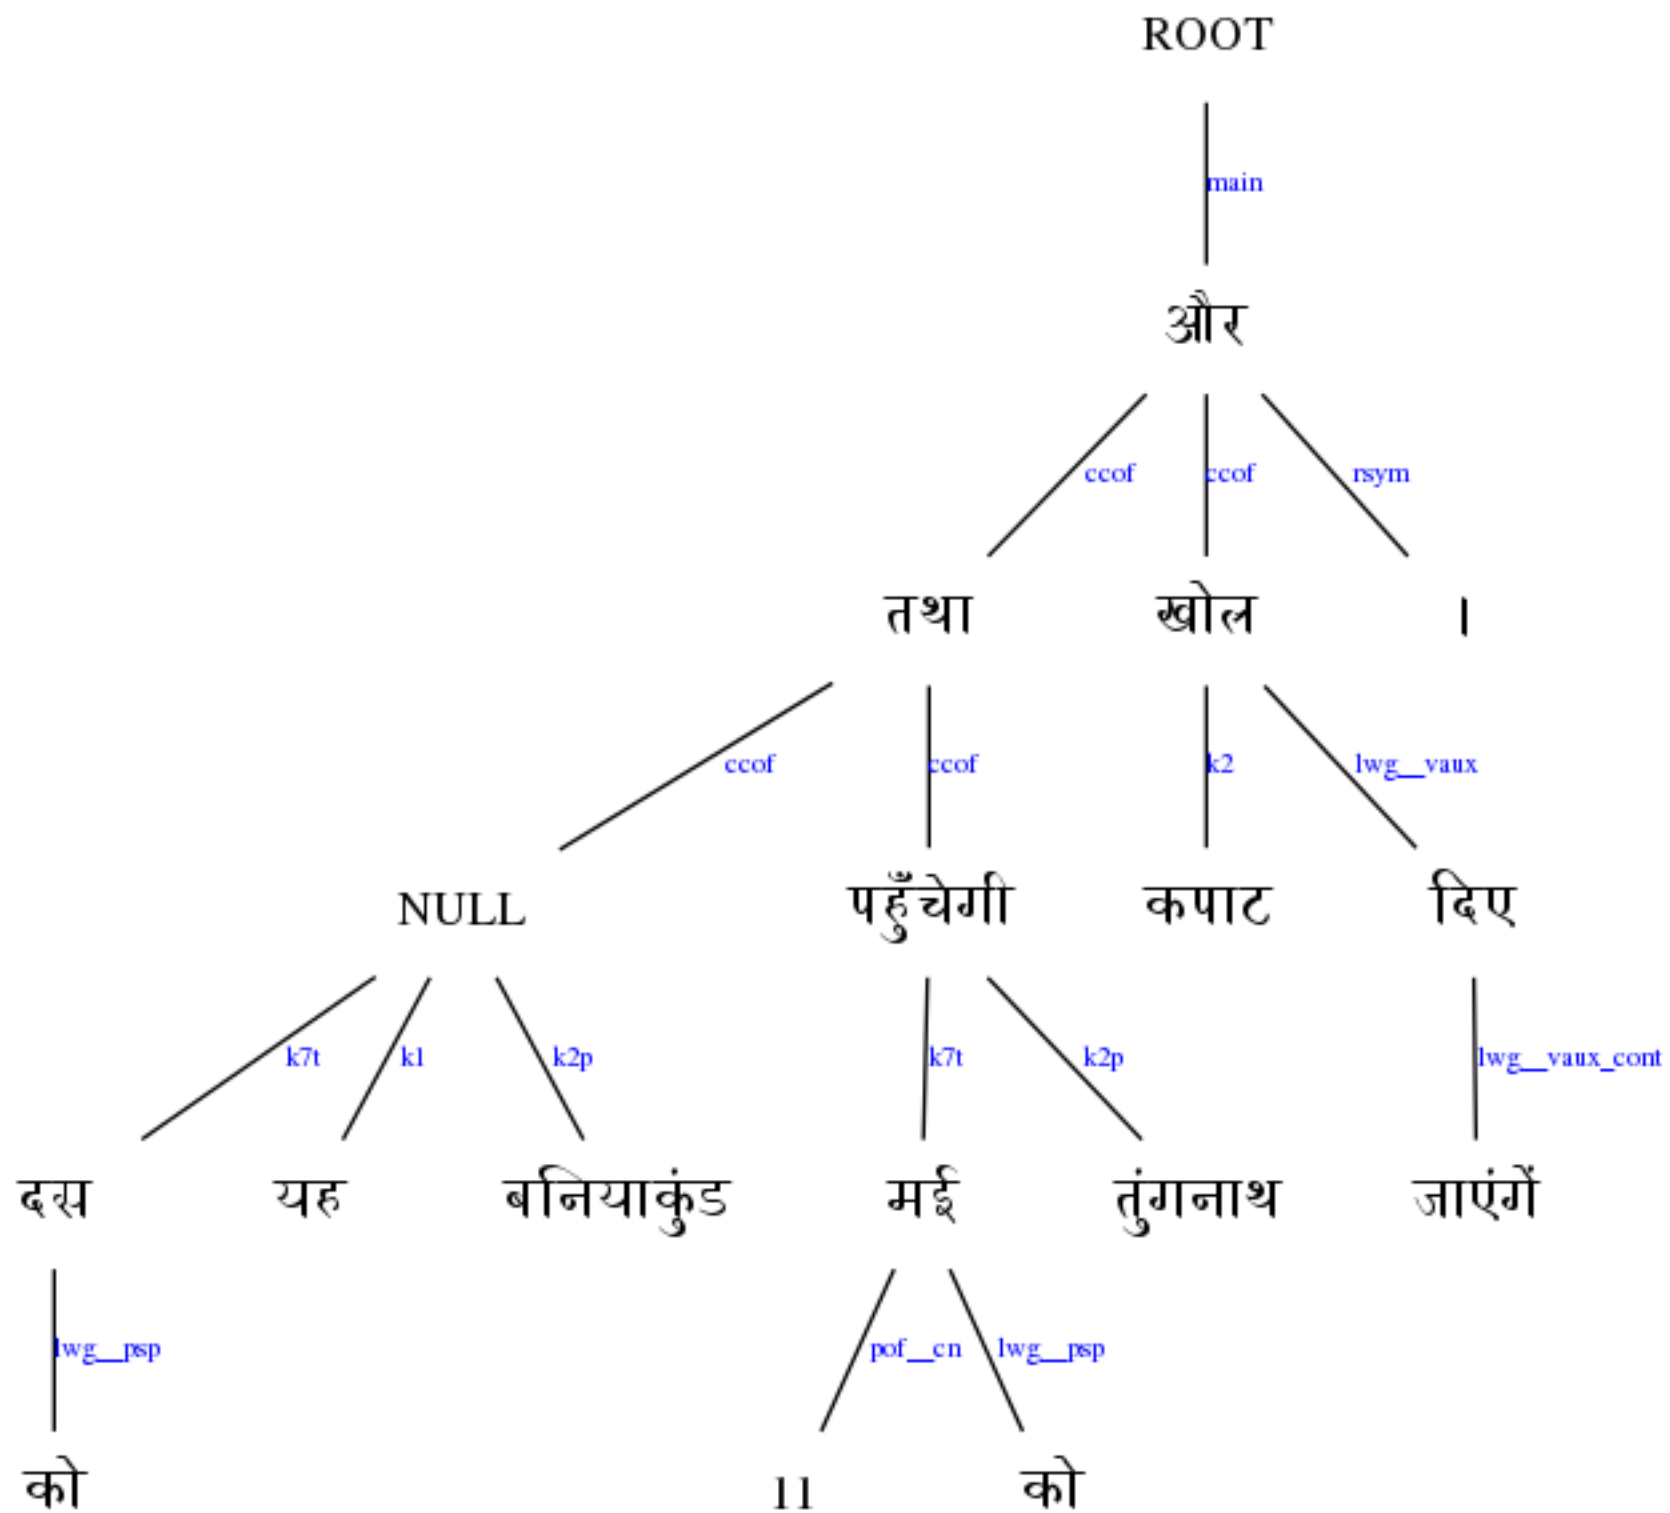 ROOT
main
और
ccof ccof rsym
तथा खोल ।
ccof ccof k2 lwg__vaux
NULL पहुँचेगी कपाट दिए
k7t k1 k2p k7t k2p lwg__vaux_cont
दस यह बनियाकुंड मई तुंगनाथ जाएंगें
lwg__psp pof__cn lwg__psp
को 11 को